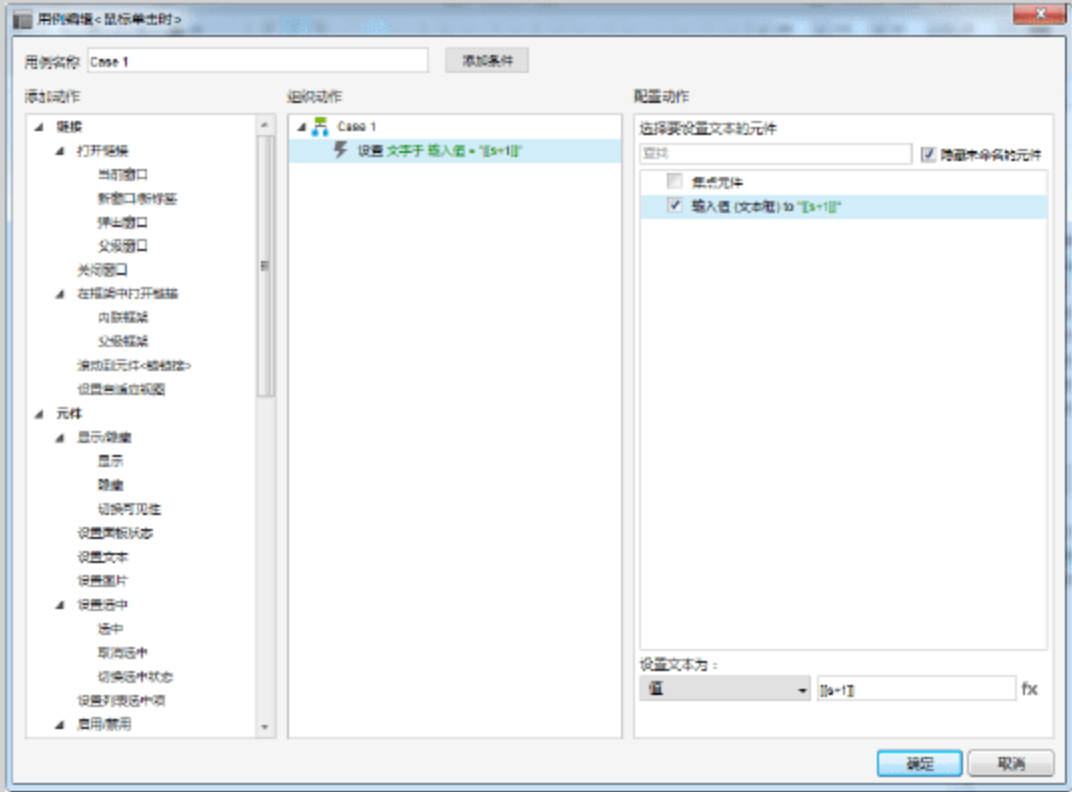 用例编辑<鼠标单击时>
用例名称 Case 1 添加条件
添加动作
链接
打开链接
当前窗口
新窗口/新标签
弹出窗口
父级窗口
关闭窗口
在框架中打开链接
内联框架
父级框架
滚动到元件<锚链接>
设置自适应视图
元件
显示/隐藏
显示
隐藏
切换可见性
设置面板状态
设置文本
设置图片
设置选中
选中
取消选中
切换选中状态
设置列表选中项
启用/禁用
组织动作
Case 1
设置 文字于 输入值 = "[[s+1]]"
配置动作
选择要设置文本的元件
查找 隐藏未命名的元件
焦点元件
输入值 (文本框) to "[[s+1]]"
设置文本为：
值 [[s+1]] fx
确定 取消